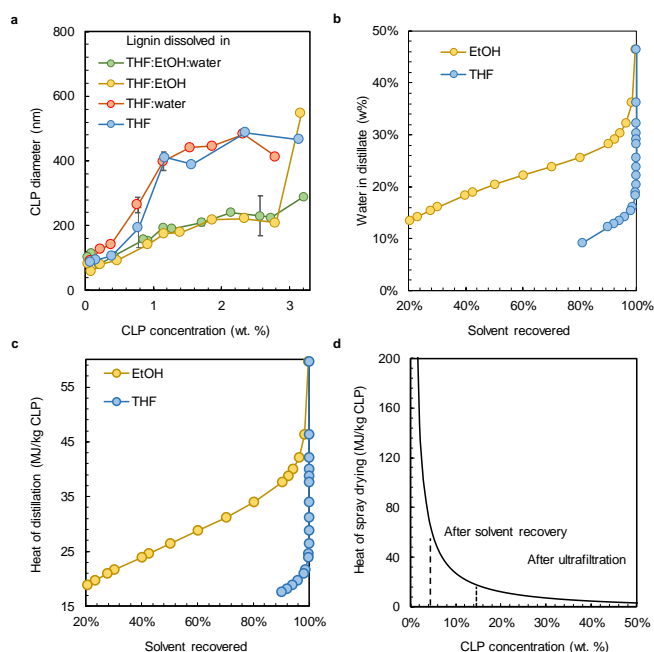 a
800
600
400
200
0
CLP diameter (nm)
Lignin dissolved in
THF:EtOH:water
THF:EtOH
THF:water
THF
0
1
2
3
CLP concentration (wt. %)
b
50%
40%
30%
20%
10%
0%
Water in distillate (w%)
EtOH
THF
20%
40%
60%
80%
100%
Solvent recovered
c
55
45
35
25
15
Heat of distillation (MJ/kg CLP)
EtOH
THF
20%
40%
60%
80%
100%
Solvent recovered
d
200
160
120
80
40
0
Heat of spray drying (MJ/kg CLP)
After solvent recovery
After ultrafiltration
0%
10%
20%
30%
40%
50%
CLP concentration (wt. %)